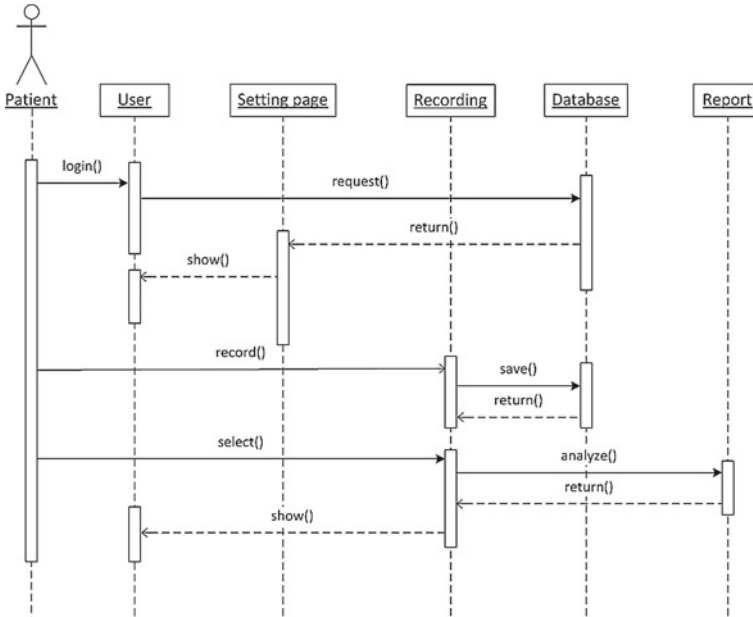 Patient
User
Setting page
Recording
Database
Report
login()
request()
return()
show()
record()
save()
return()
select()
analyze()
return()
show()